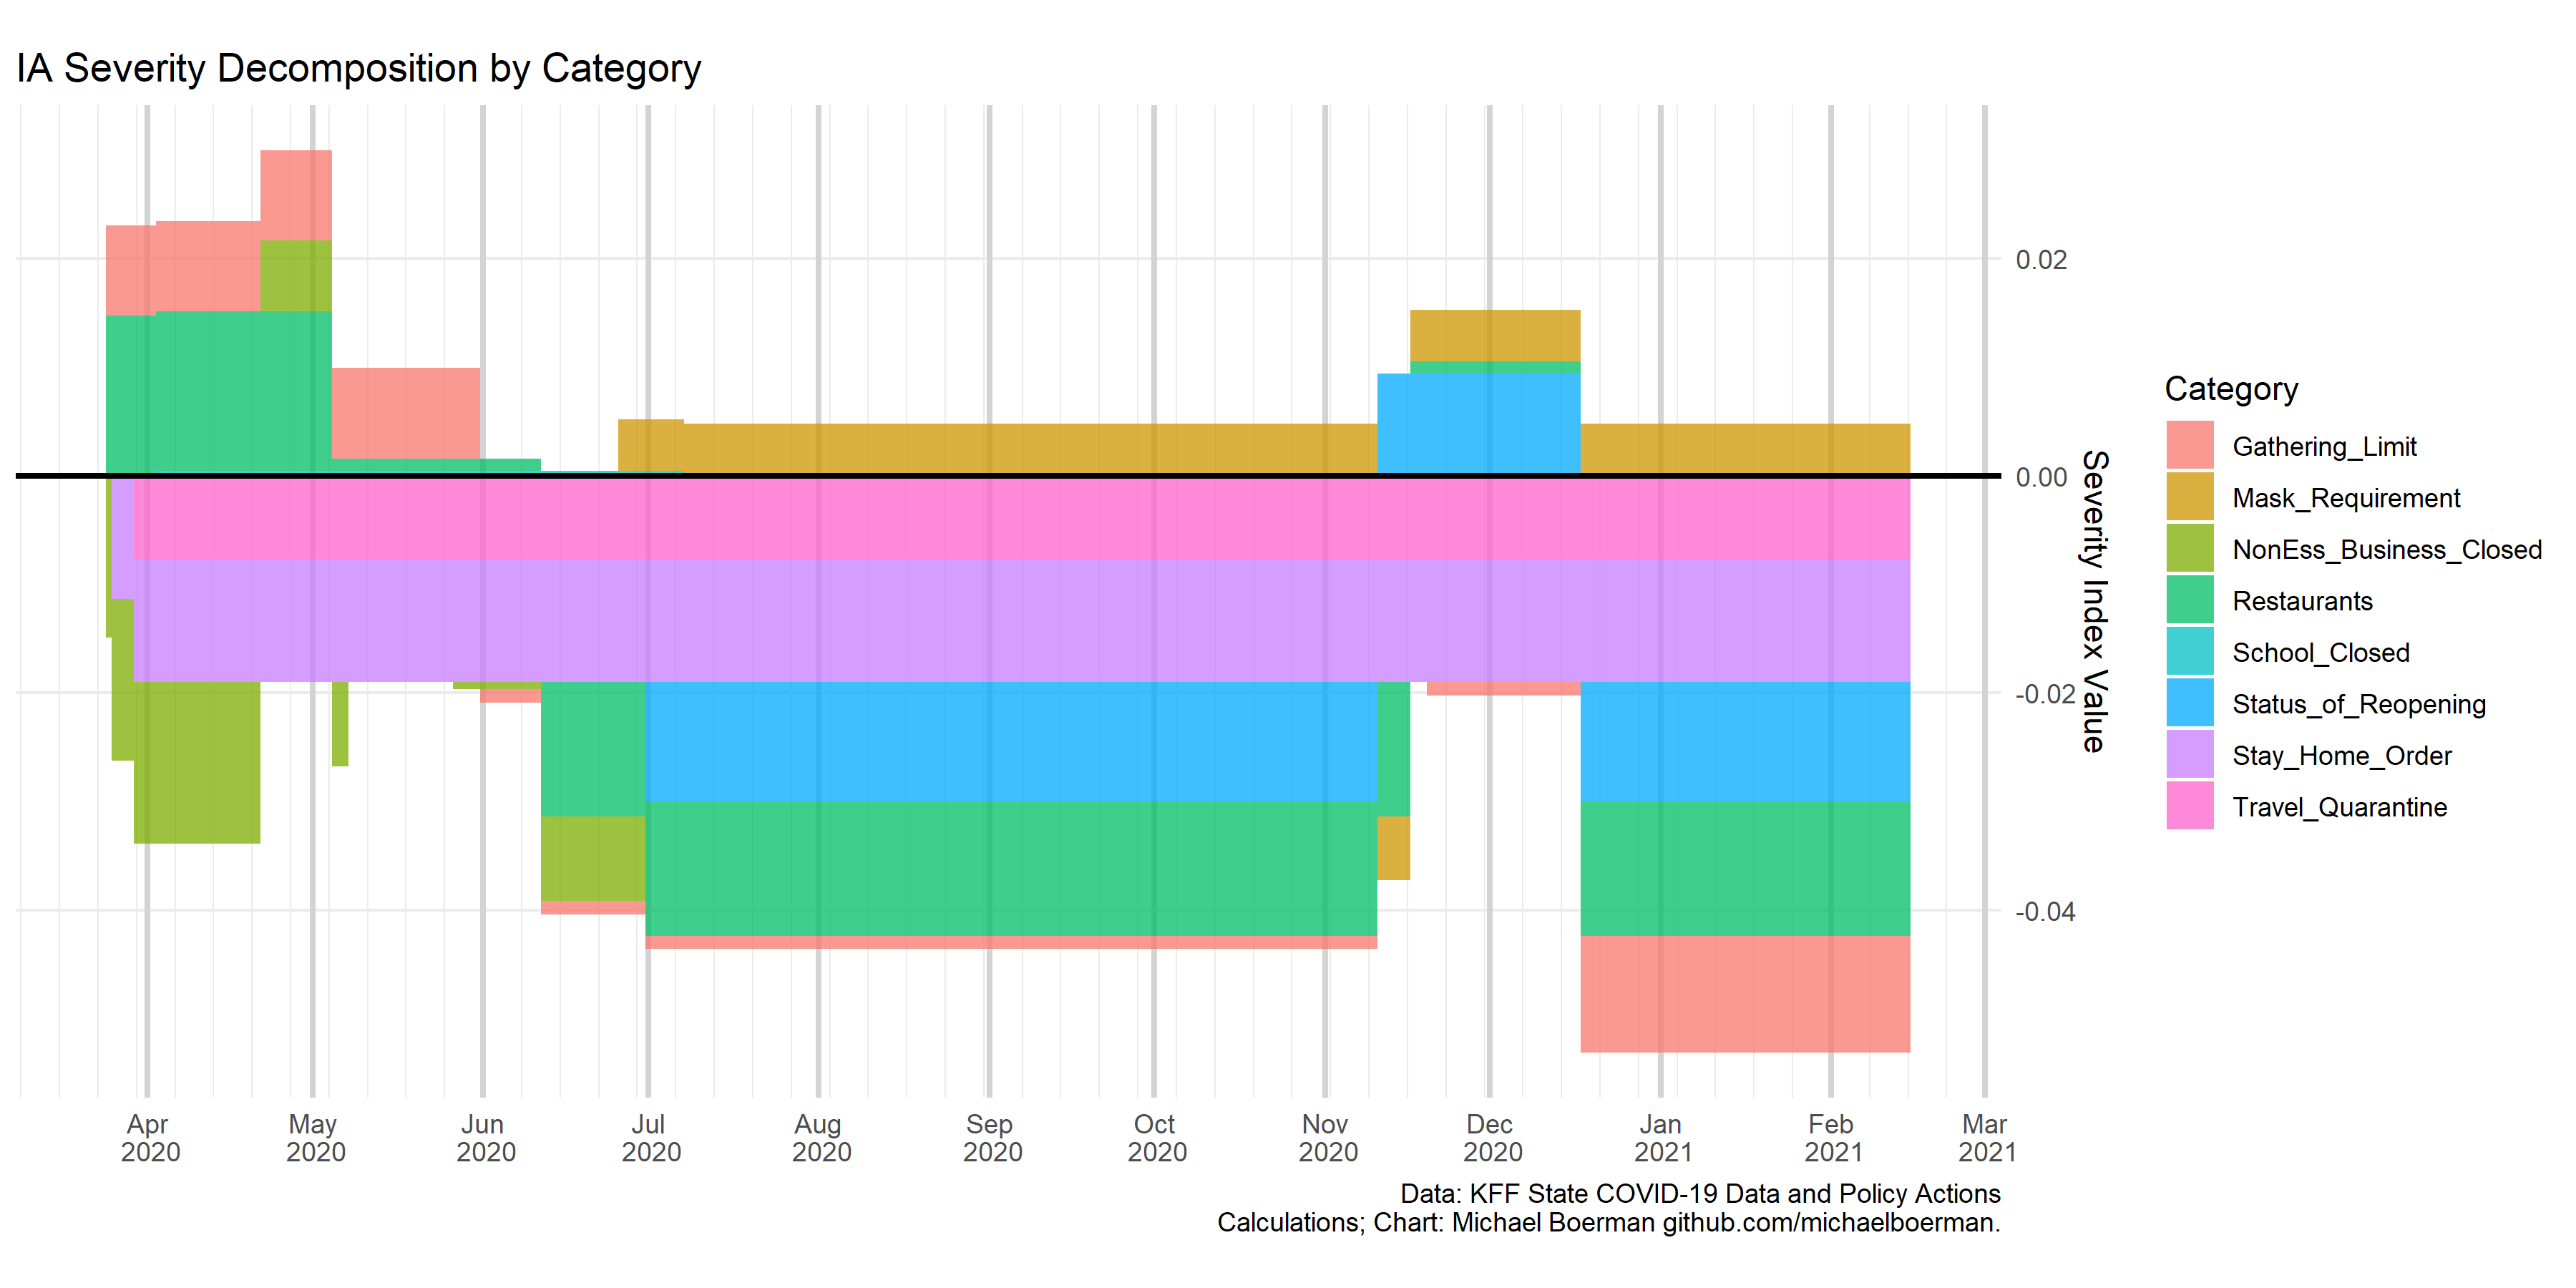 IA Severity Decomposition by Category
0.02
0.00
-0.02
-0.04
Severity Index Value
Category
Gathering_Limit
Mask_Requirement
NonEss_Business_Closed
Restaurants
School_Closed
Status_of_Reopening
Stay_Home_Order
Travel_Quarantine
Apr May Jun Jul Aug Sep Oct Nov Dec Jan Feb Mar
2020 2020 2020 2020 2020 2020 2020 2020 2020 2021 2021 2021
Data: KFF State COVID-19 Data and Policy Actions
Calculations; Chart: Michael Boerman github.com/michaelboerman.